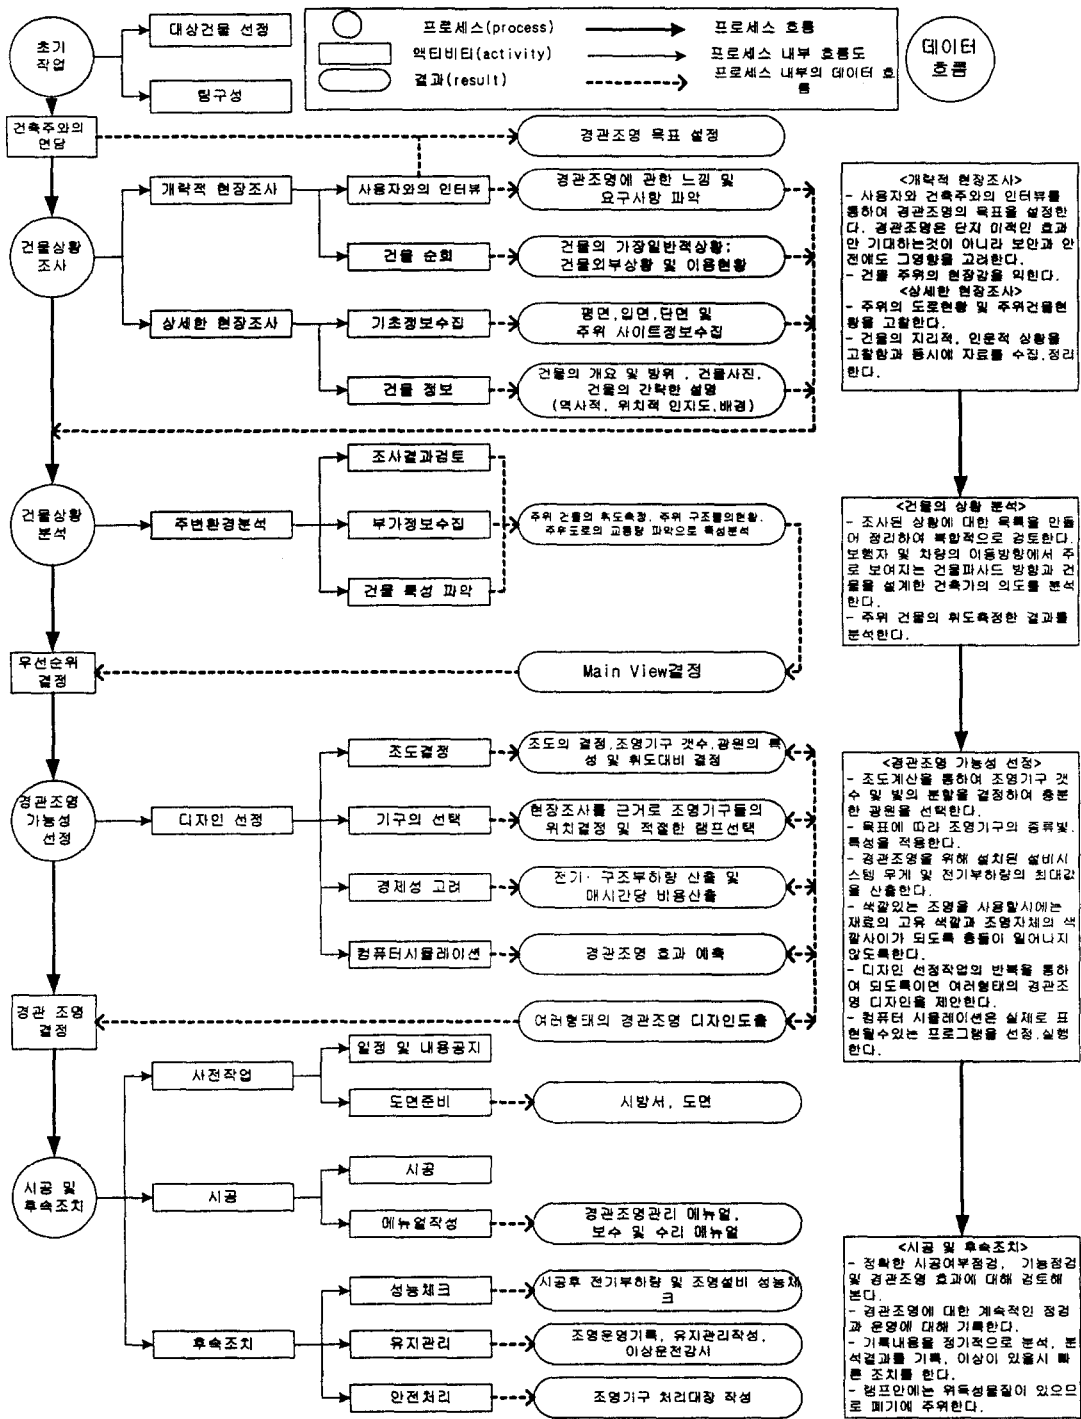 초기
작업
대상건물 선정
팀구성
프로세스(process)
액티비티(activity)
결과(result)
프로세스 흐름
프로세스 내부 흐름도
프로세스 내부의 데이터 흐
름
데이터
흐름
건축주와의
면담
경관조명 목표 설정
건물상황
조사
개략적 현장조사
사용자와의 인터뷰
경관조명에 관한 느낌 및
요구사항 파악
건물 순회
건물의 가장일반적상황;
건물외부상황 및 이용현황
상세한 현장조사
기초정보수집
평면,입면,단면 및
주위 사이트정보수집
건물 정보
건물의 개요 및 방위 , 건물사진,
건물의 간략한 설명
(역사적, 위치적 인지도,배경)
<개략적 현장조사>
- 사용자와 건축주와의 인터뷰를
통하여 경관조명의 목표을 설정한
다. 경관조명은 단지 미적인 효과
만 기대하는것이 아니라 보안과 안
전에도 그영향을 고려한다.
- 건물 주위의 현장감을 익힌다.
<상세한 현장조사>
- 주위의 도로현황 및 주위건물현
황을 고찰한다.
- 건물의 지리적, 인문적 상황을
고찰함과 동시에 자료를 수집,정리
한다.
건물상황
분석
주변환경분석
조사결과검토
부가정보수집
건물 특성 파악
주위 건물의 휘도측정, 주위 구조물의현황,
주위도로의 교통량 파악으로 특성분석
<건물의 상황 분석>
- 조사된 상황에 대한 목록을 만들
어 정리하여 복합적으로 검토한다.
보행자 및 차량의 이동방향에서 주
로 보여지는 건물파사드 방향과 건
물을 설계한 건축가의 의도를 분석
한다.
- 주위 건물의 휘도측정한 결과를
분석한다.
우선순위
결정
Main View결정
경관조명
가능성
선정
디자인 선정
조도결정
조도의 결정,조명기구 갯수,광원의 특
성 및 휘도대비 결정
기구의 선택
현장조사를 근거로 조명기구들의
위치결정 및 적절한 램프선택
경제성 고려
전기· 구조부하량 산출 및
매시간당 비용산출
컴퓨터시뮬레이션
경관조명 효과 예측
<경관조명 가능성 선정>
- 조도계산을 통하여 조명기구 갯
수 및 빛의 분할을 결정하여 충분
한 광원을 선택한다.
- 목표에 따라 조명기구의 종류및,
특성을 적용한다.
- 경관조명을 위해 설치된 설비시
스템 무게 및 전기부하량의 최대값
을 산출한다.
- 색깔있는 조명을 사용할시에는
재료의 고유 색깔과 조명자체의 색
깔사이가 되도록 충돌이 일어나지
않도록한다.
- 디자인 선정작업의 반복을 통하
여 되도록이면 여러형태의 경관조
명 디자인을 제안한다.
- 컴퓨터 시뮬레이션은 실제로 표
현될수있는 프로그램을 선정,실행
한다.
경관 조명
결정
여러형태의 경관조명 디자인도출
시공 및
후속조치
사전작업
일정 및 내용공지
도면준비
시방서, 도면
시공
시공
메뉴얼작성
경관조명관리 메뉴얼,
보수 및 수리 메뉴얼
후속조치
성능체크
시공후 전기부하량 및 조명설비 성능체
크
유지관리
조명운영기록, 유지관리작성,
이상운전감시
안전처리
조명기구 처리대장 작성
<시공 및 후속조치>
- 정확한 시공여부점검, 기능점검
및 경관조명 효과에 대해 검토해
본다.
- 경관조명에 대한 계속적인 점검
과 운영에 대해 기록한다.
- 기록내용을 정기적으로 분석, 분
석결과를 기록, 이상이 있을시 빠
른 조치를 한다.
- 램프안에는 위독성물질이 있으므
로 폐기에 주위한다.